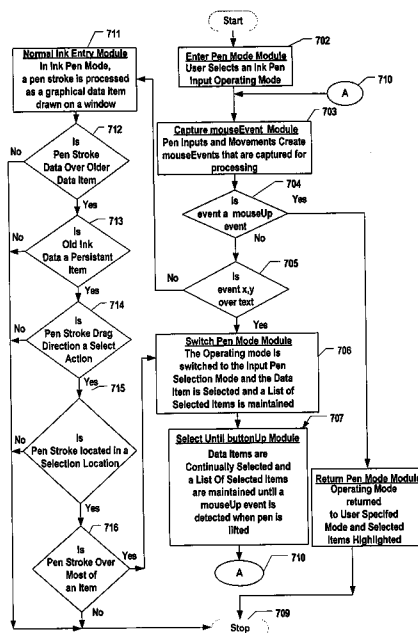 711
Normal Ink Entry Module
In Ink Pen Mode,
a pen stroke is processed
as a graphical data item
drawn on a window
712
Is
Pen Stroke
Data Over Older
Data Item
No
Yes
713
Is
Old Ink
Data a Persistant
Item
No
Yes
714
Is
Pen Stroke Drag
Direction a Select
Action
No
Yes
715
Is
Pen Stroke located in a
Selection Location
No
Yes
716
Is
Pen Stroke Over
Most of
an Item
Yes
No
Start
702
Enter Pen Mode Module
User Selects an Ink Pen
Input Operating Mode
710
A
703
Capture mouseEvent Module
Pen Inputs and Movements Create
mouseEvents that are captured for
processing
704
Is
event a mouseUp
event
Yes
No
705
Is
event x,y
over text
No
Yes
Switch Pen Mode Module
The Operating mode is
switched to the Input Pen
Selection Mode and the Data
Item is Selected and a List of
Selected Items is maintained
706
707
Select Until buttonUp Module
Data Items are
Continually Selected and
a List Of Selected Items
are maintained until a
mouseUp event is
detected when pen is
lifted
A
710
Return Pen Mode Module
Operating Mode
returned
to User Specifed
Mode and Selected
Items Highlighted
709
Stop